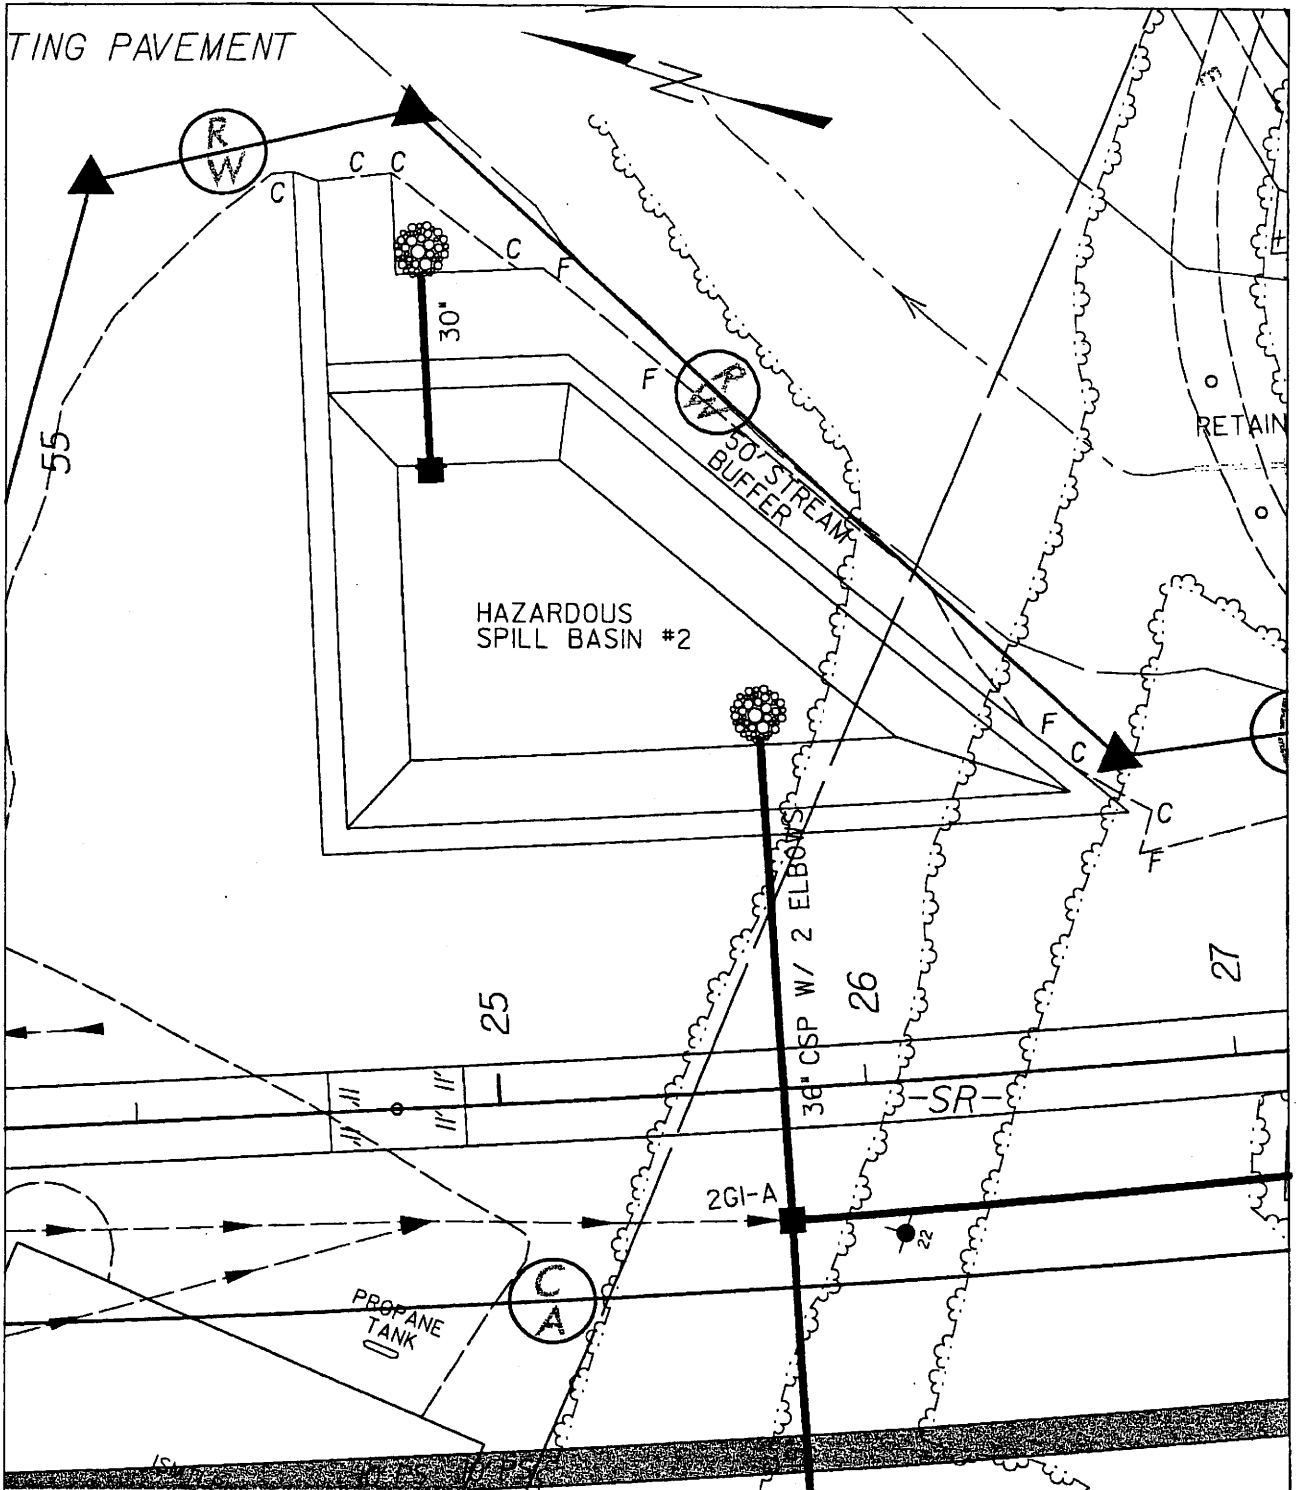 TING PAVEMENT
R
W
C
C
C
C
F
30"
F
R
W
RETAIN
50' STREAM
BUFFER
55
HAZARDOUS
SPILL BASIN #2
F
C
C
F
36" CSP W/ 2 ELBOWS
25
26
27
-SR-
2GI-A
22
C
A
PROPANE
TANK